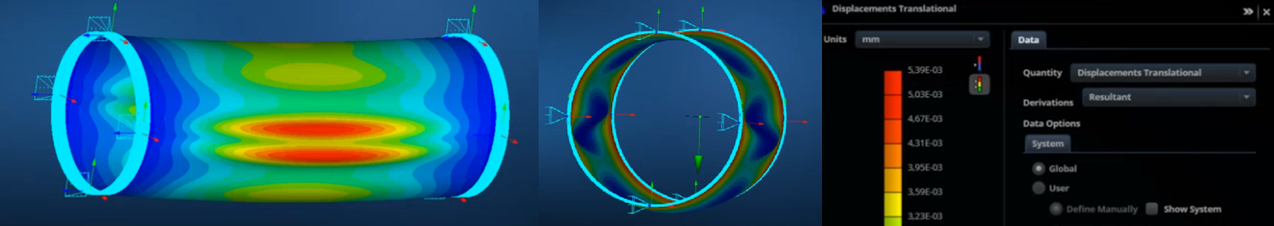 Displacements Translational
Units mm
5,39E-03
5,03E-03
4,67E-03
4,31E-03
3,95E-03
3,59E-03
3,23E-03
Data
Quantity Displacements Translational
Derivations Resultant
Data Options
System
Global
User
Define Manually Show System